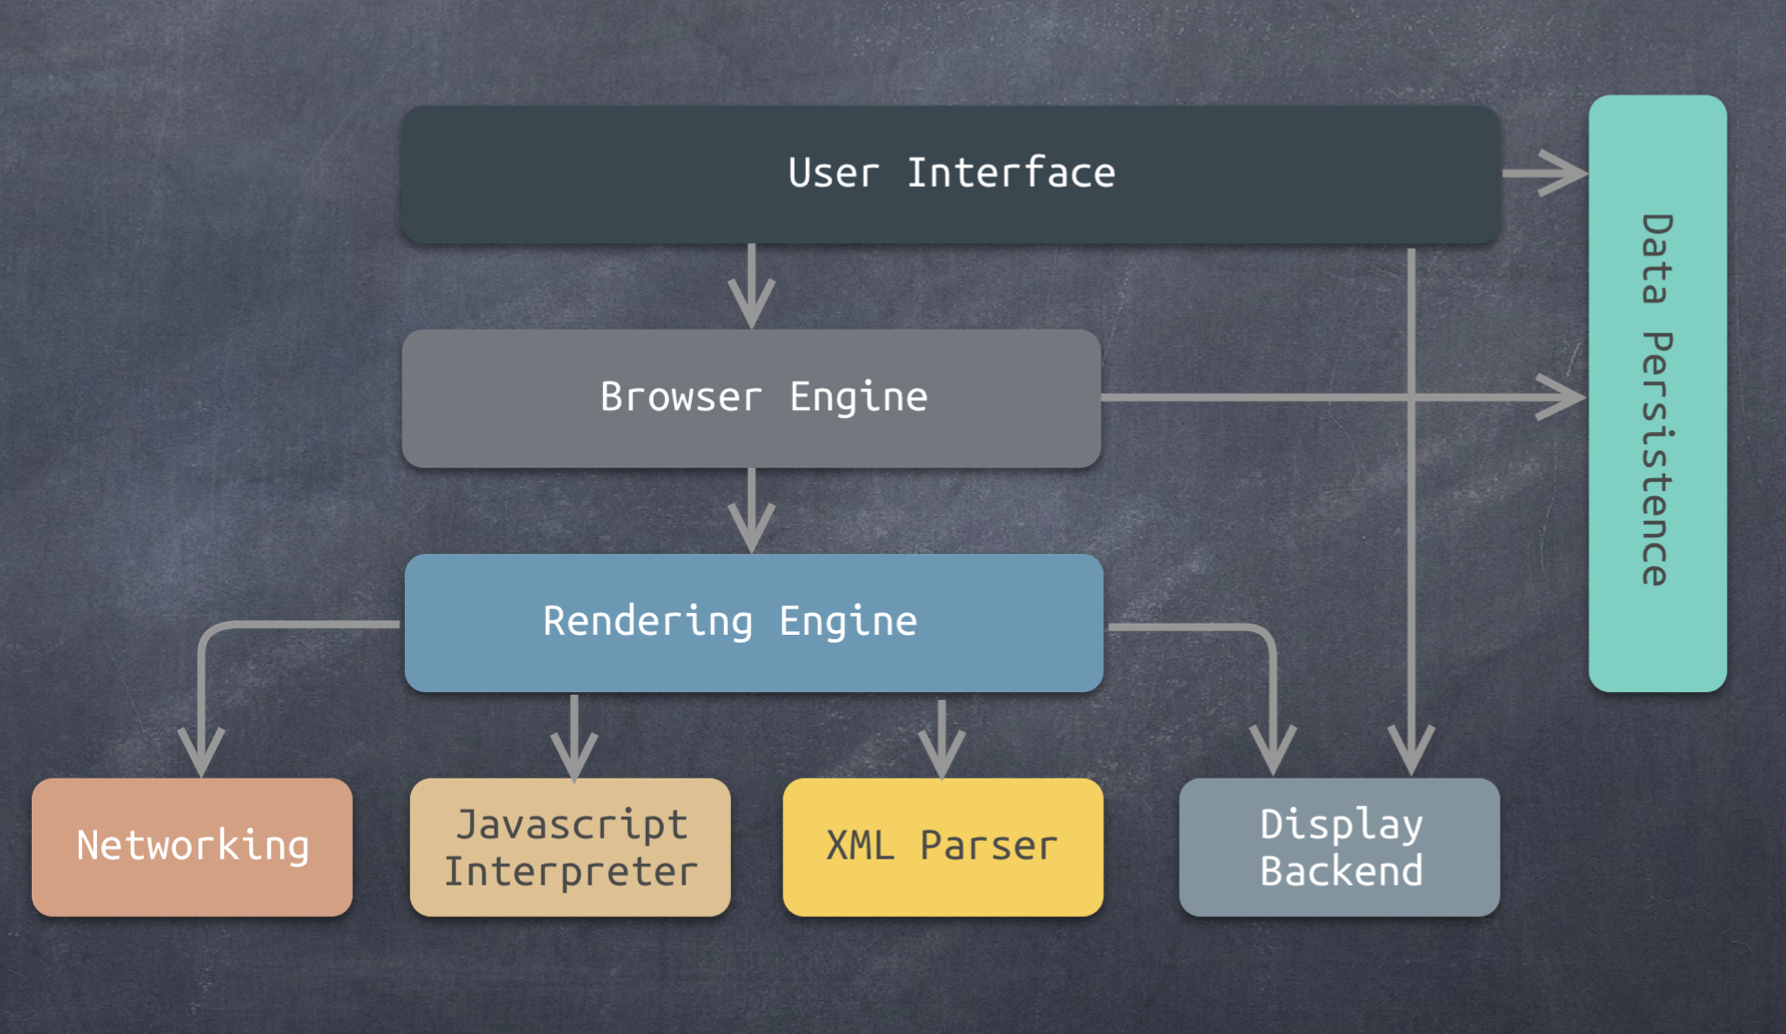 User Interface
Data Persistence
Browser Engine
Rendering Engine
Networking
Javascript
Interpreter
XML Parser
Display
Backend